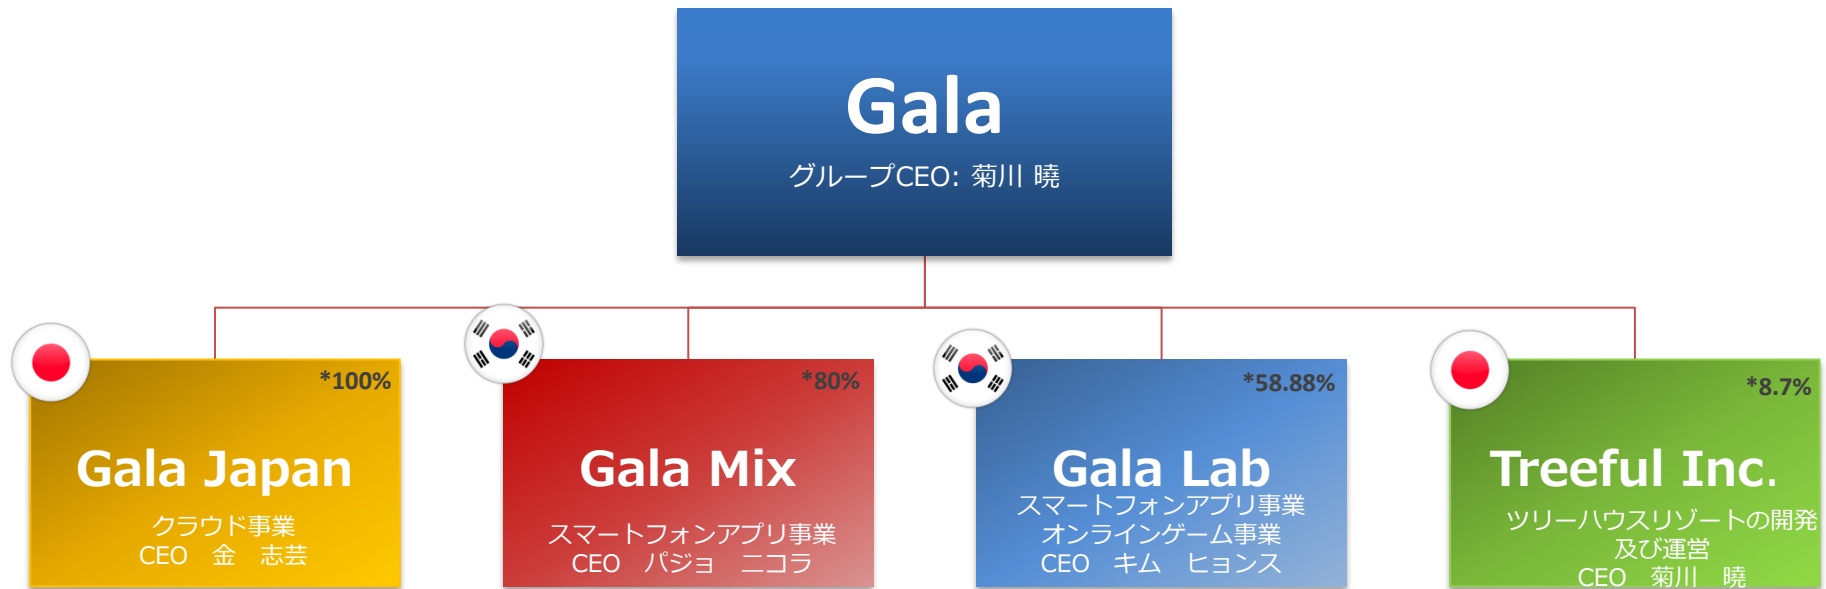 Gala
グループCEO: 菊川 曉
*100%
Gala Japan
クラウド事業
CEO　金　志芸
*80%
Gala Mix
スマートフォンアプリ事業
CEO　パジョ　ニコラ
*58.88%
Gala Lab
スマートフォンアプリ事業
オンラインゲーム事業
CEO　キム　ヒョンス
*8.7%
Treeful Inc.
ツリーハウスリゾートの開発
及び運営
CEO　菊川　曉